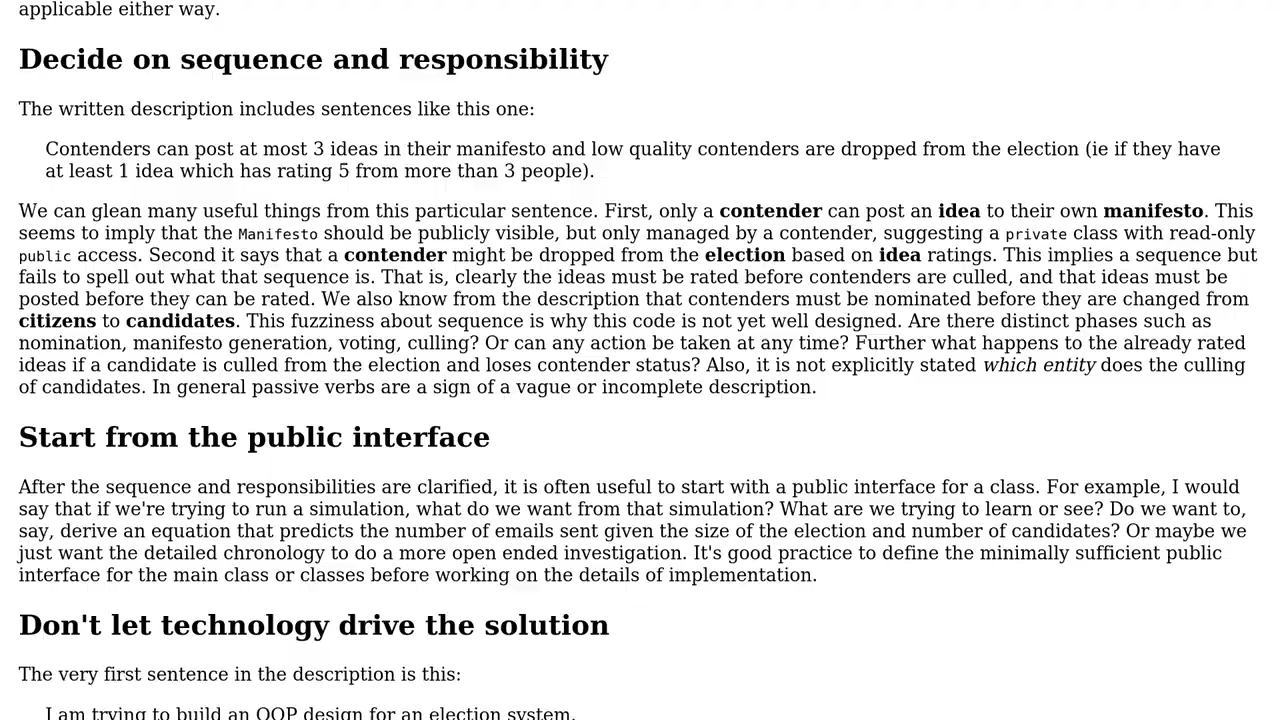 applicable either way.
Decide on sequence and responsibility
The written description includes sentences like this one:
Contenders can post at most 3 ideas in their manifesto and low quality contenders are dropped from the election (ie if they have
at least 1 idea which has rating 5 from more than 3 people).
We can glean many useful things from this particular sentence. First, only a contender can post an idea to their own manifesto. This
seems to imply that the Manifesto should be publicly visible, but only managed by a contender, suggesting a private class with read-only
public access. Second it says that a contender might be dropped from the election based on idea ratings. This implies a sequence but
fails to spell out what that sequence is. That is, clearly the ideas must be rated before contenders are culled, and that ideas must be
posted before they can be rated. We also know from the description that contenders must be nominated before they are changed from
citizens to candidates. This fuzziness about sequence is why this code is not yet well designed. Are there distinct phases such as
nomination, manifesto generation, voting, culling? Or can any action be taken at any time? Further what happens to the already rated
ideas if a candidate is culled from the election and loses contender status? Also, it is not explicitly stated which entity does the culling
of candidates. In general passive verbs are a sign of a vague or incomplete description.
Start from the public interface
After the sequence and responsibilities are clarified, it is often useful to start with a public interface for a class. For example, I would
say that if we're trying to run a simulation, what do we want from that simulation? What are we trying to learn or see? Do we want to,
say, derive an equation that predicts the number of emails sent given the size of the election and number of candidates? Or maybe we
just want the detailed chronology to do a more open ended investigation. It's good practice to define the minimally sufficient public
interface for the main class or classes before working on the details of implementation.
Don't let technology drive the solution
The very first sentence in the description is this:
I am trying to build an OOP design for an election system.